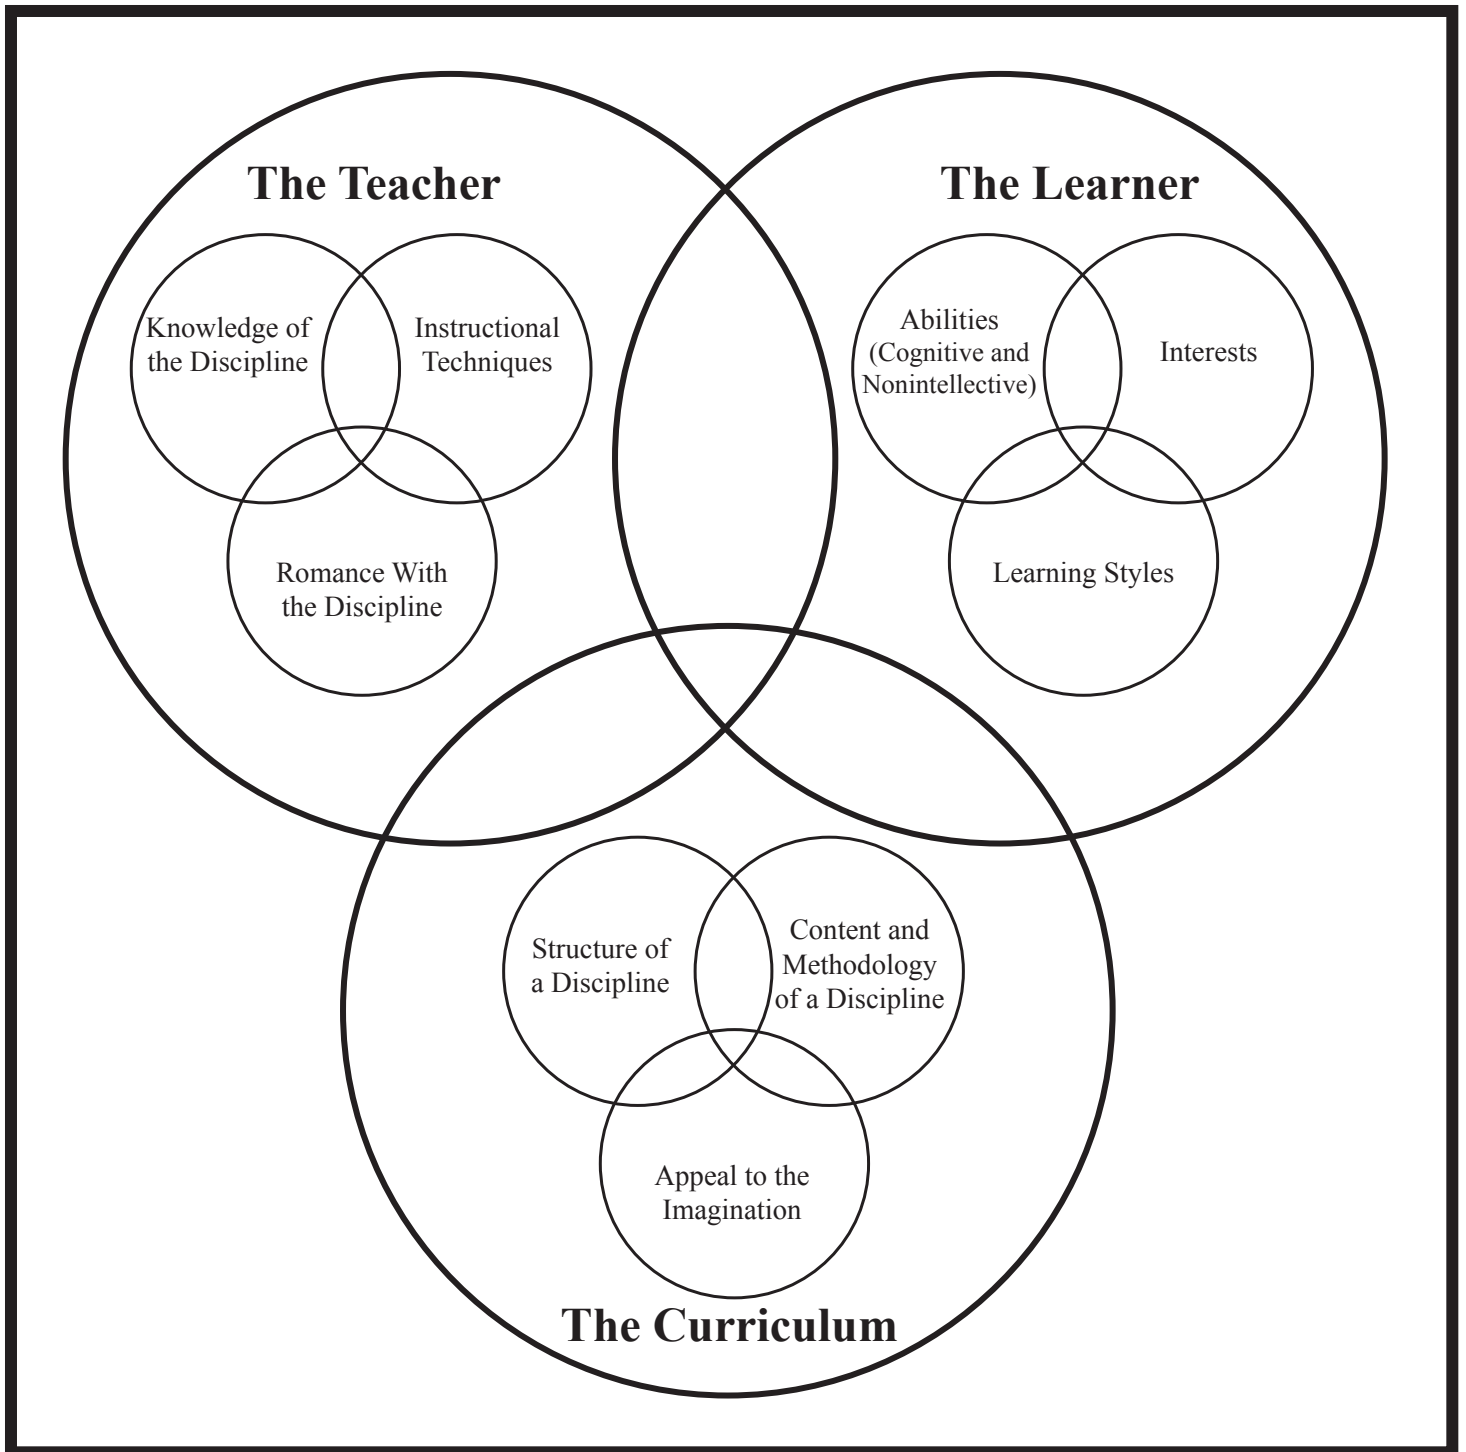 The Teacher
Knowledge of
the Discipline
Instructional
Techniques
Romance With
the Discipline
The Learner
Abilities
(Cognitive and
Nonintellective)
Interests
Learning Styles
Structure of
a Discipline
Content and
Methodology
of a Discipline
Appeal to the
Imagination
The Curriculum